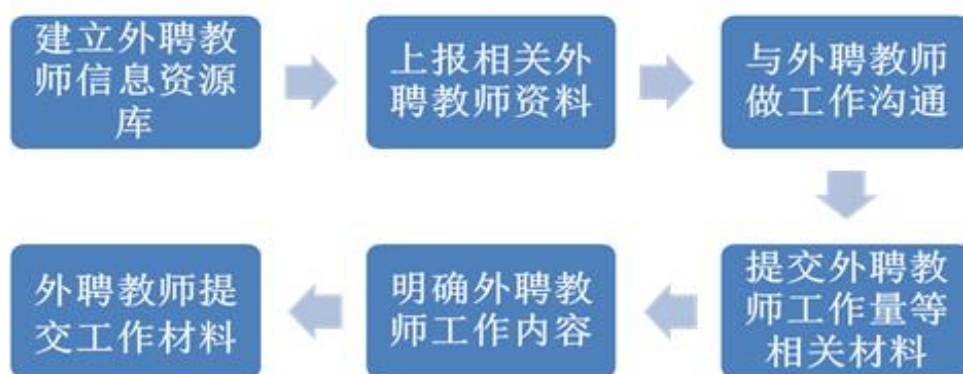 建立外聘教
师信息资源
库
上报相关外
聘教师资料
与外聘教师
做工作沟通
提交外聘教
师工作量等
相关材料
明确外聘教
师工作内容
外聘教师提
交工作材料